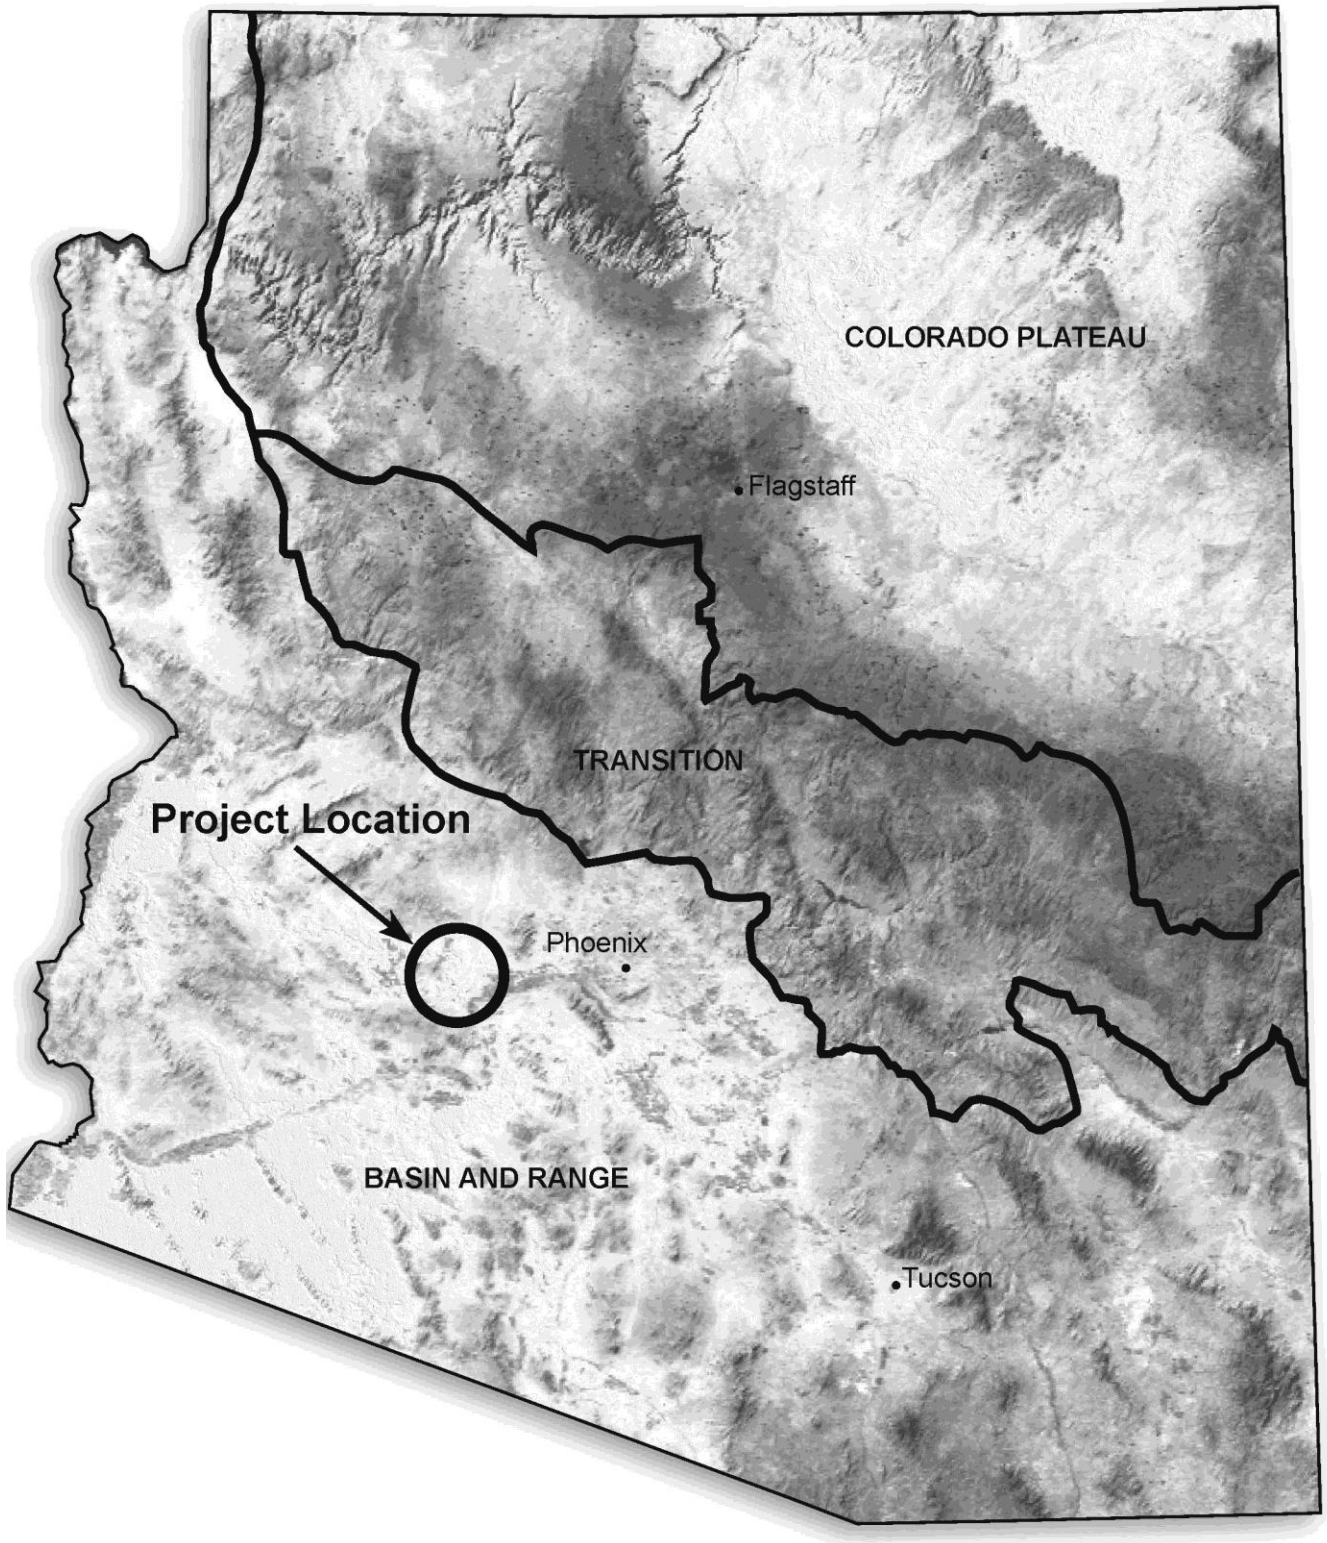 COLORADO PLATEAU
Flagstaff
TRANSITION
Project Location
Phoenix
BASIN AND RANGE
Tucson